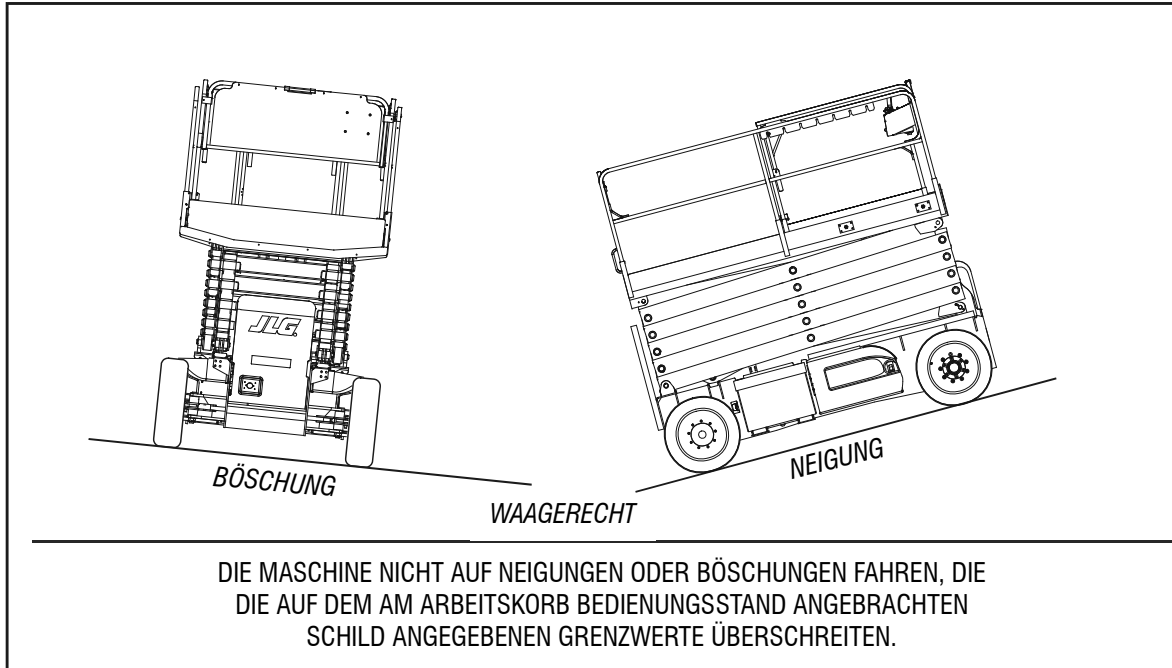 JLG
BÖSCHUNG
NEIGUNG
WAAGERECHT
DIE MASCHINE NICHT AUF NEIGUNGEN ODER BÖSCHUNGEN FAHREN, DIE
DIE AUF DEM AM ARBEITSKORB BEDIENUNGSSTAND ANGEBRACHTEN
SCHILD ANGEGEBENEN GRENZWERTE ÜBERSCHREITEN.